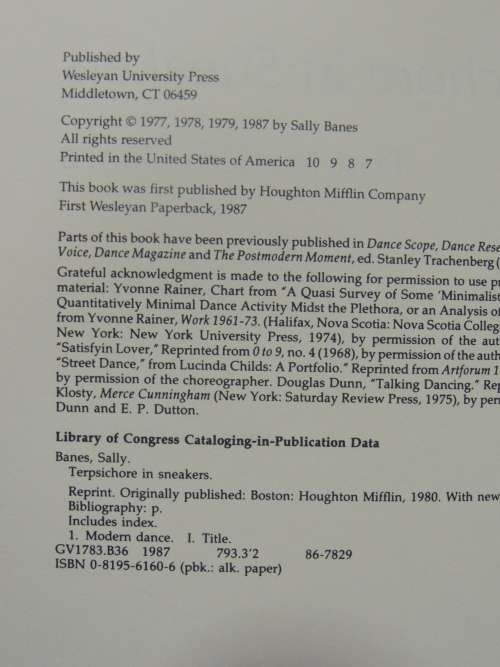 Published by
Wesleyan University Press
Middletown, CT 06459
Copyright © 1977, 1978, 1979, 1987 by Sally Banes
All rights reserved
Printed in the United States of America 10 9 8 7
This book was first published by Houghton Mifflin Company
First Wesleyan Paperback, 1987
Parts of this book have been previously published in Dance Scope, Dance Rese
Voice, Dance Magazine and The Postmodern Moment, ed. Stanley Trachenberg (
Grateful acknowledgment is made to the following for permission to use pr
material: Yvonne Rainer, Chart from "A Quasi Survey of Some 'Minimalist
Quantitatively Minimal Dance Activity Midst the Plethora, or an Analysis of
from Yvonne Rainer, Work 1961-73. (Halifax, Nova Scotia: Nova Scotia Colleg
New York: New York University Press, 1974), by permission of the aut
"Satisfyin Lover," Reprinted from 0 to 9, no. 4 (1968), by permission of the auth
"Street Dance," from Lucinda Childs: A Portfolio." Reprinted from Artforum 1
by permission of the choreographer. Douglas Dunn, "Talking Dancing." Rep
Klosty, Merce Cunningham (New York: Saturday Review Press, 1975), by per
Dunn and E. P. Dutton.
Library of Congress Cataloging-in-Publication Data
Banes, Sally.
Terpsichore in sneakers.
Reprint. Originally published: Boston: Houghton Mifflin, 1980. With new
Bibliography: p.
Includes index.
1. Modern dance. I. Title.
GV1783.B36 1987 793.3'2 86-7829
ISBN 0-8195-6160-6 (pbk.: alk. paper)